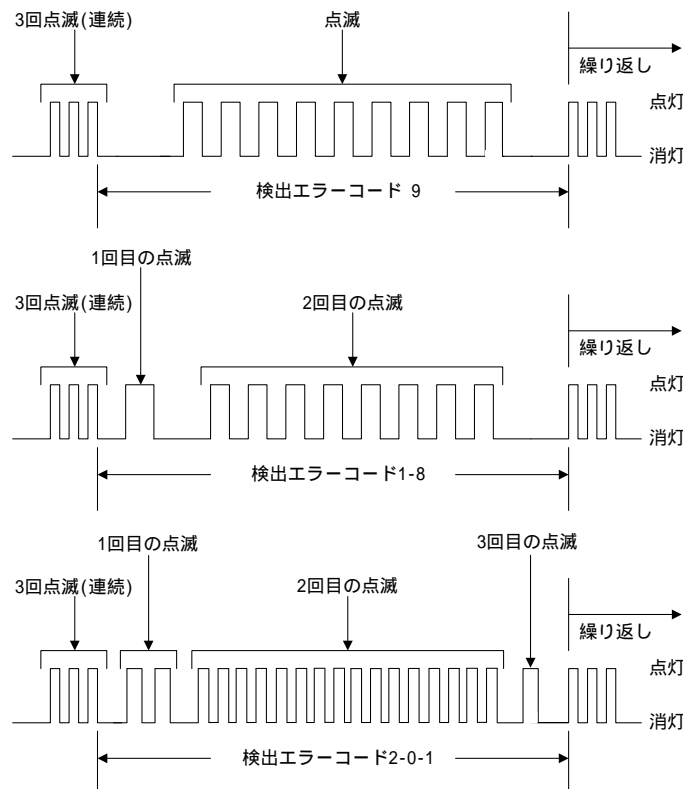 3回点滅(連続)
点滅
繰り返し
点灯
消灯
検出エラーコード 9
1回目の点滅
3回点滅(連続)
2回目の点滅
繰り返し
点灯
消灯
検出エラーコード1-8
1回目の点滅
3回目の点滅
3回点滅(連続)
2回目の点滅
繰り返し
点灯
消灯
検出エラーコード2-0-1